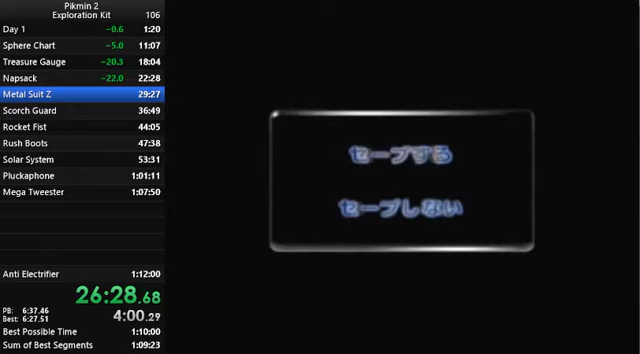 Pikmin 2
Exploration Kit 106
Day 1 −0.6 1:20
Sphere Chart −5.0 11:07
Treasure Gauge −20.3 18:04
Napsack −22.0 22:28
Metal Suit Z 29:27
Scorch Guard 36:49
Rocket Fist 44:05
Rush Boots 47:38
Solar System 53:31
Pluckaphone 1:01:11
Mega Tweester 1:07:50
Anti Electrifier 1:12:00
26:28.68
PB: 6:37.46
Best: 6:27.51
4:00.29
Best Possible Time 1:10:00
Sum of Best Segments 1:09:23
セーブする
セーブしない